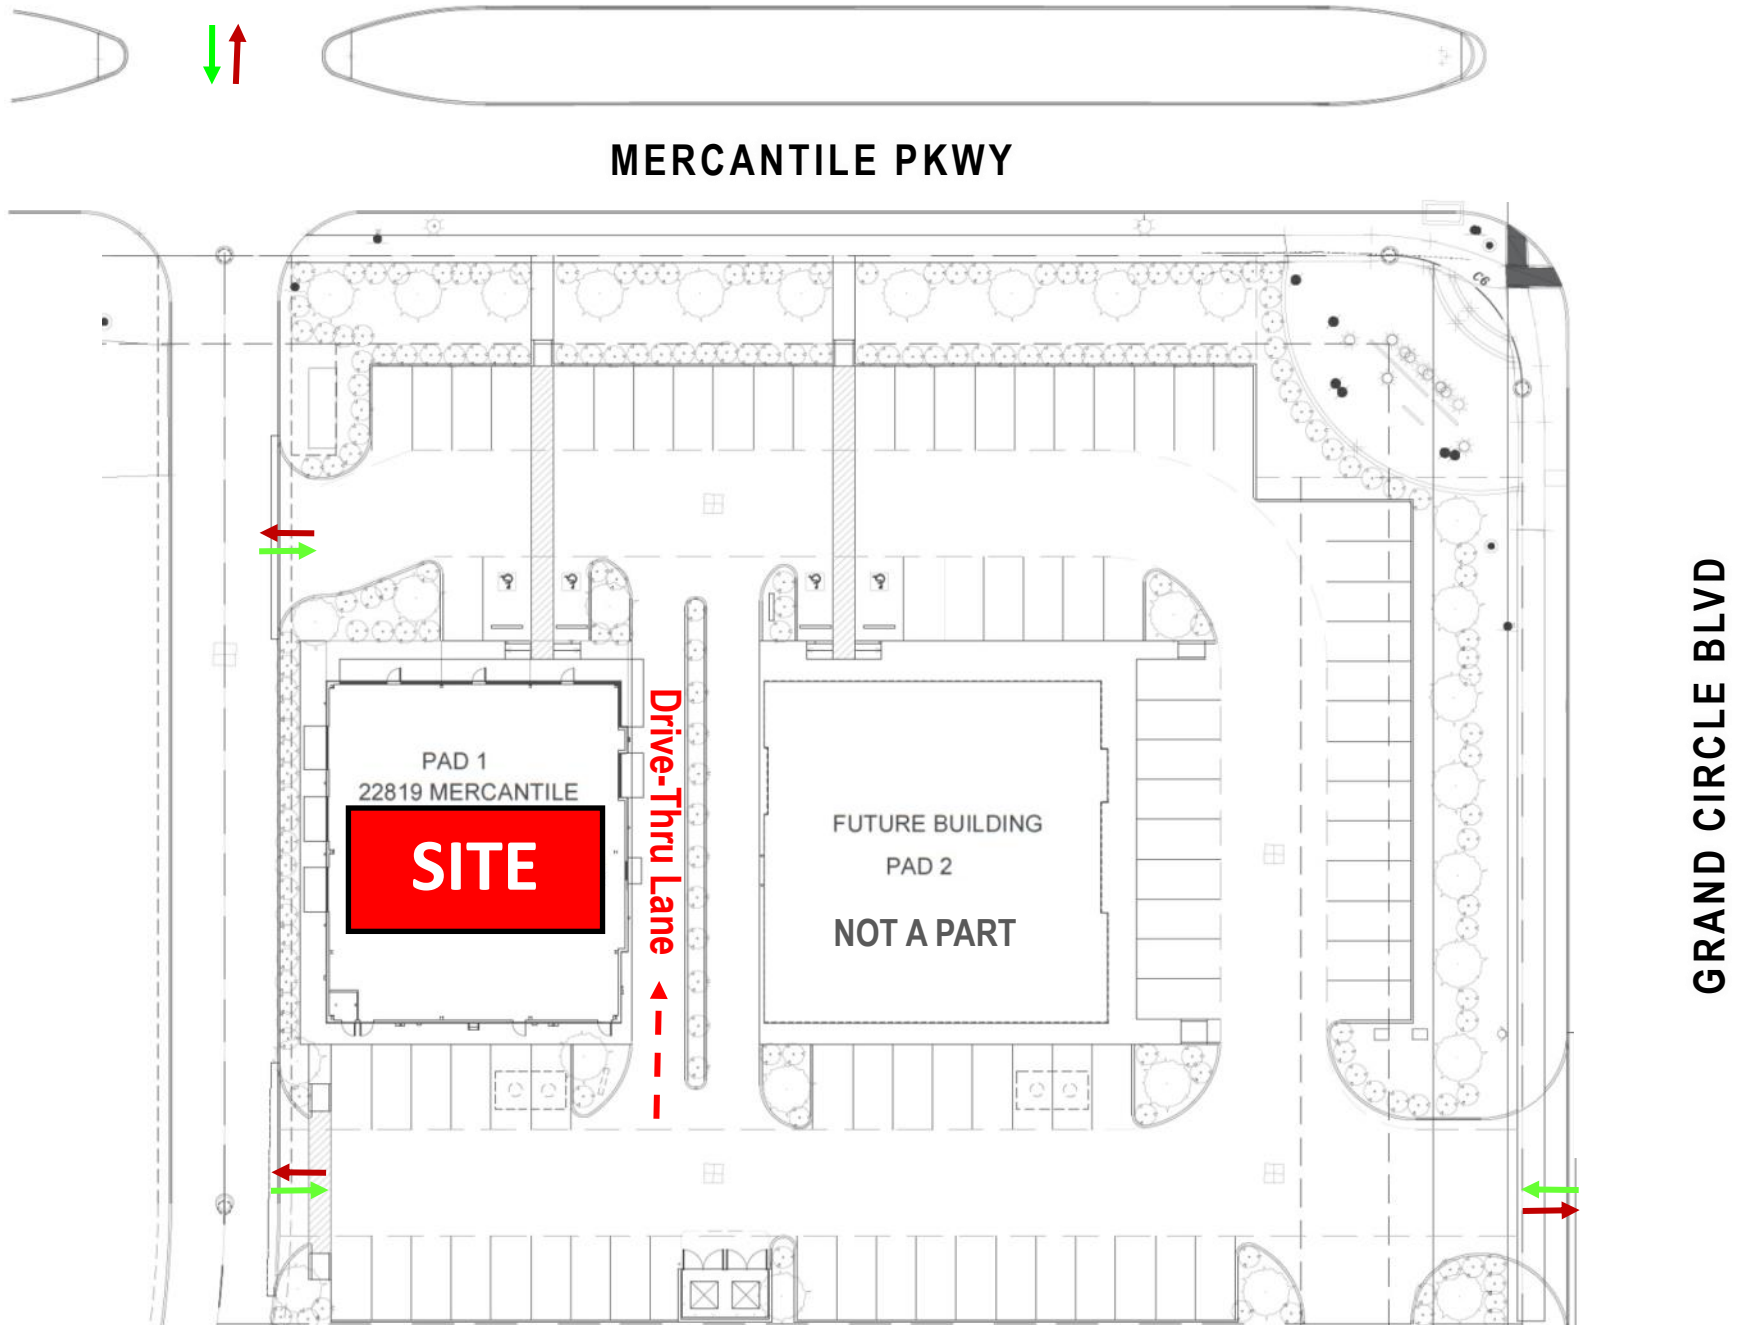 MERCANTILE PKWY
C6
GRAND CIRCLE BLVD
PAD 1
22819 MERCANTILE
SITE
Drive-Thru Lane
FUTURE BUILDING
PAD 2
NOT A PART